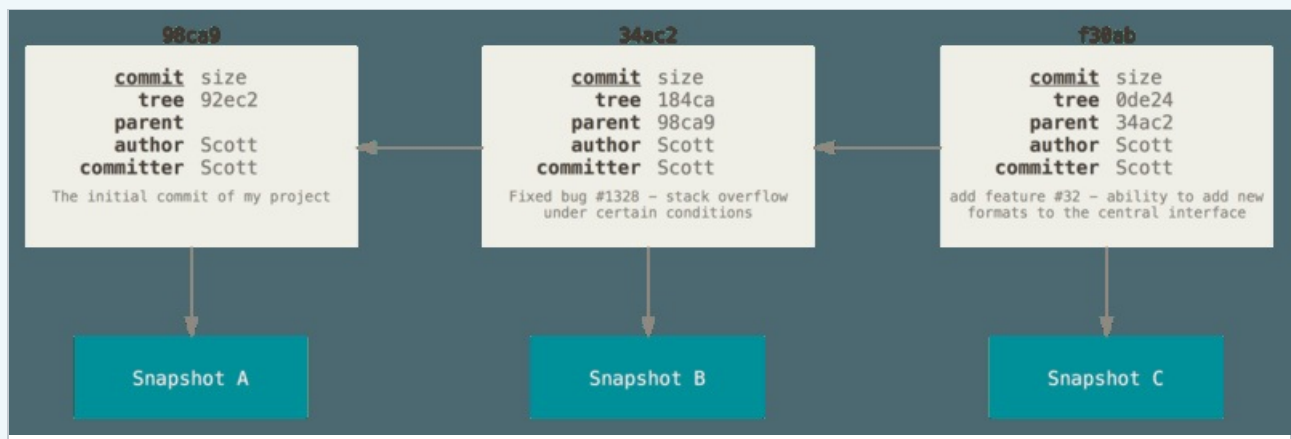 98ca9
commit size
tree 92ec2
parent
author Scott
committer Scott
The initial commit of my project
34ac2
commit size
tree 184ca
parent 98ca9
author Scott
committer Scott
Fixed bug #1328 – stack overflow
under certain conditions
f30ab
commit size
tree 0de24
parent 34ac2
author Scott
committer Scott
add feature #32 – ability to add new
formats to the central interface
Snapshot A
Snapshot B
Snapshot C